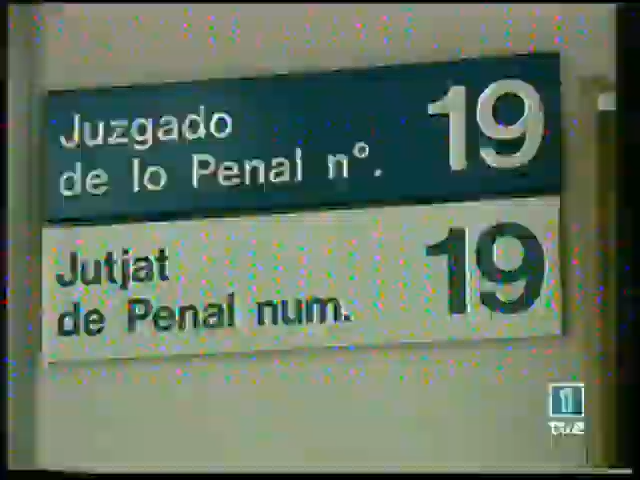 Juzgado
de lo Penal nº. 19
Jutjat
de Penal num. 19
1
tve